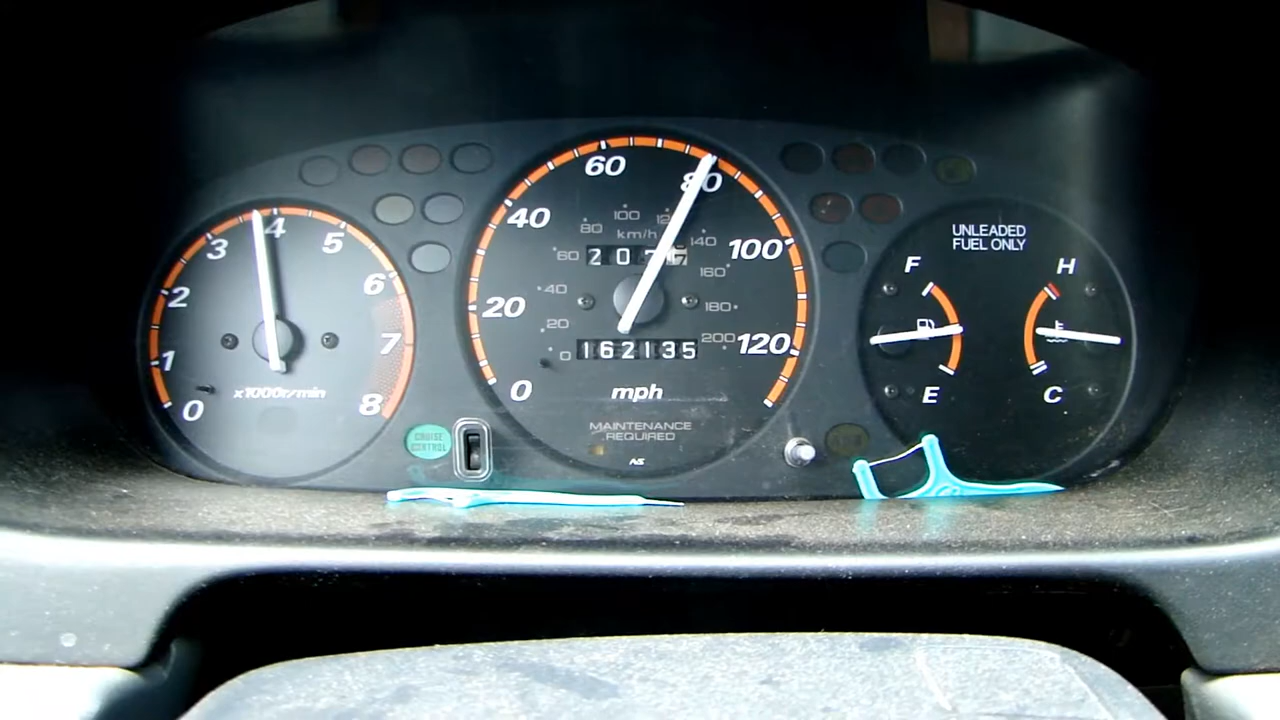 0
1
2
3
4
5
6
7
8
x1000r/min
0
20
40
60
80
100
120
0
20
40
60
80
100
140
160
180
200
km/h
162135
mph
MAINTENANCE
REQUIRED
NS
CRUISE
CONTROL
UNLEADED
FUEL ONLY
F
E
H
C